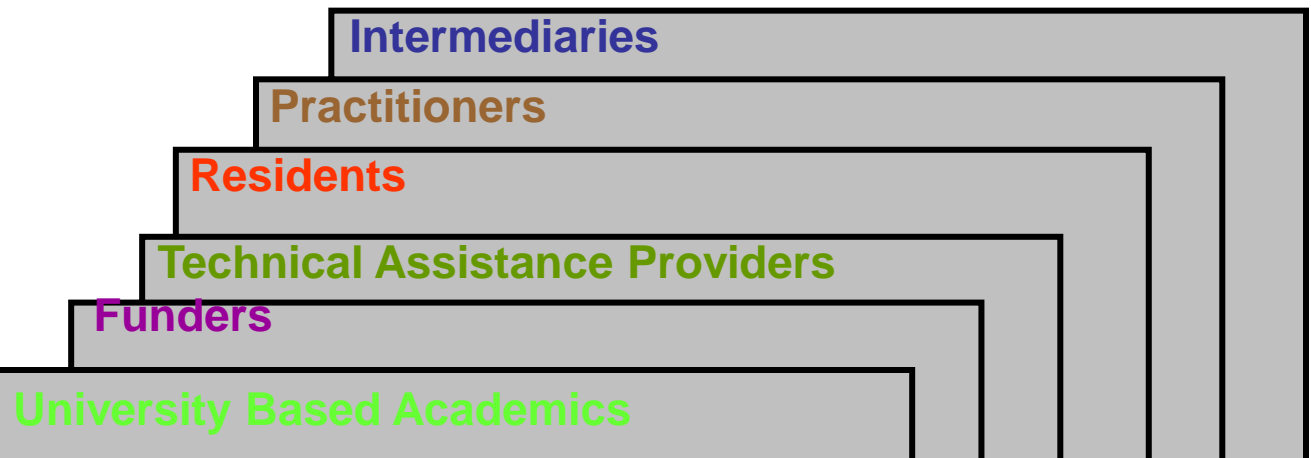 Intermediaries
Practitioners
Residents
Technical Assistance Providers
Funders
University Based Academics